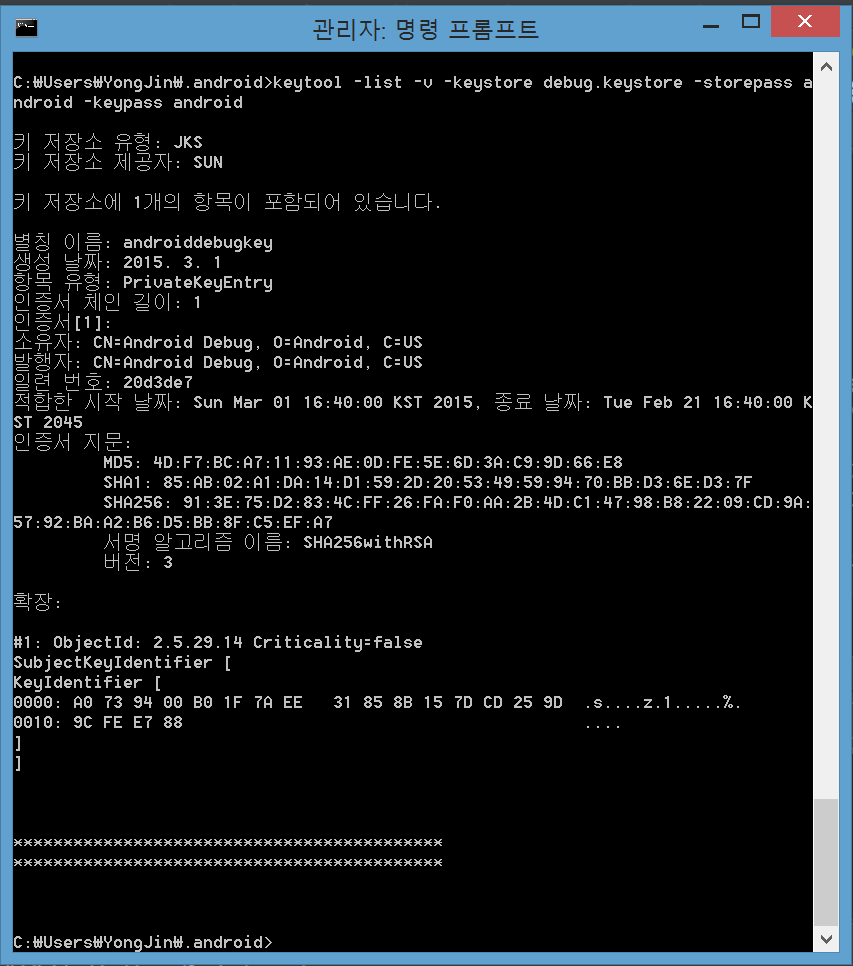 관리자: 명령 프롬프트
C:₩Users₩YongJin₩.android>keytool -list -v -keystore debug.keystore -storepass a
ndroid -keypass android
키 저장소 유형: JKS
키 저장소 제공자: SUN
키 저장소에 1개의 항목이 포함되어 있습니다.
별칭 이름: androiddebugkey
생성 날짜: 2015. 3. 1
항목 유형: PrivateKeyEntry
인증서 체인 길이: 1
인증서[1]:
소유자: CN=Android Debug, O=Android, C=US
발행자: CN=Android Debug, O=Android, C=US
일련 번호: 20d3de7
적합한 시작 날짜: Sun Mar 01 16:40:00 KST 2015, 종료 날짜: Tue Feb 21 16:40:00 K
ST 2045
인증서 지문:
MD5: 4D:F7:BC:A7:11:93:AE:0D:FE:5E:6D:3A:C9:9D:66:E8
SHA1: 85:AB:02:A1:DA:14:D1:59:2D:20:53:49:59:94:70:BB:D3:6E:D3:7F
SHA256: 91:3E:75:D2:83:4C:FF:26:FA:F0:AA:2B:4D:C1:47:98:B8:22:09:CD:9A:
57:92:BA:A2:B6:D5:BB:8F:C5:EF:A7
서명 알고리즘 이름: SHA256withRSA
버전: 3
확장:
#1: ObjectId: 2.5.29.14 Criticality=false
SubjectKeyIdentifier [
KeyIdentifier [
0000: A0 73 94 00 B0 1F 7A EE   31 85 8B 15 7D CD 25 9D  .s....z.1.....%.
0010: 9C FE E7 88                                        ....
]
]
*******************************************
*******************************************
C:₩Users₩YongJin₩.android>